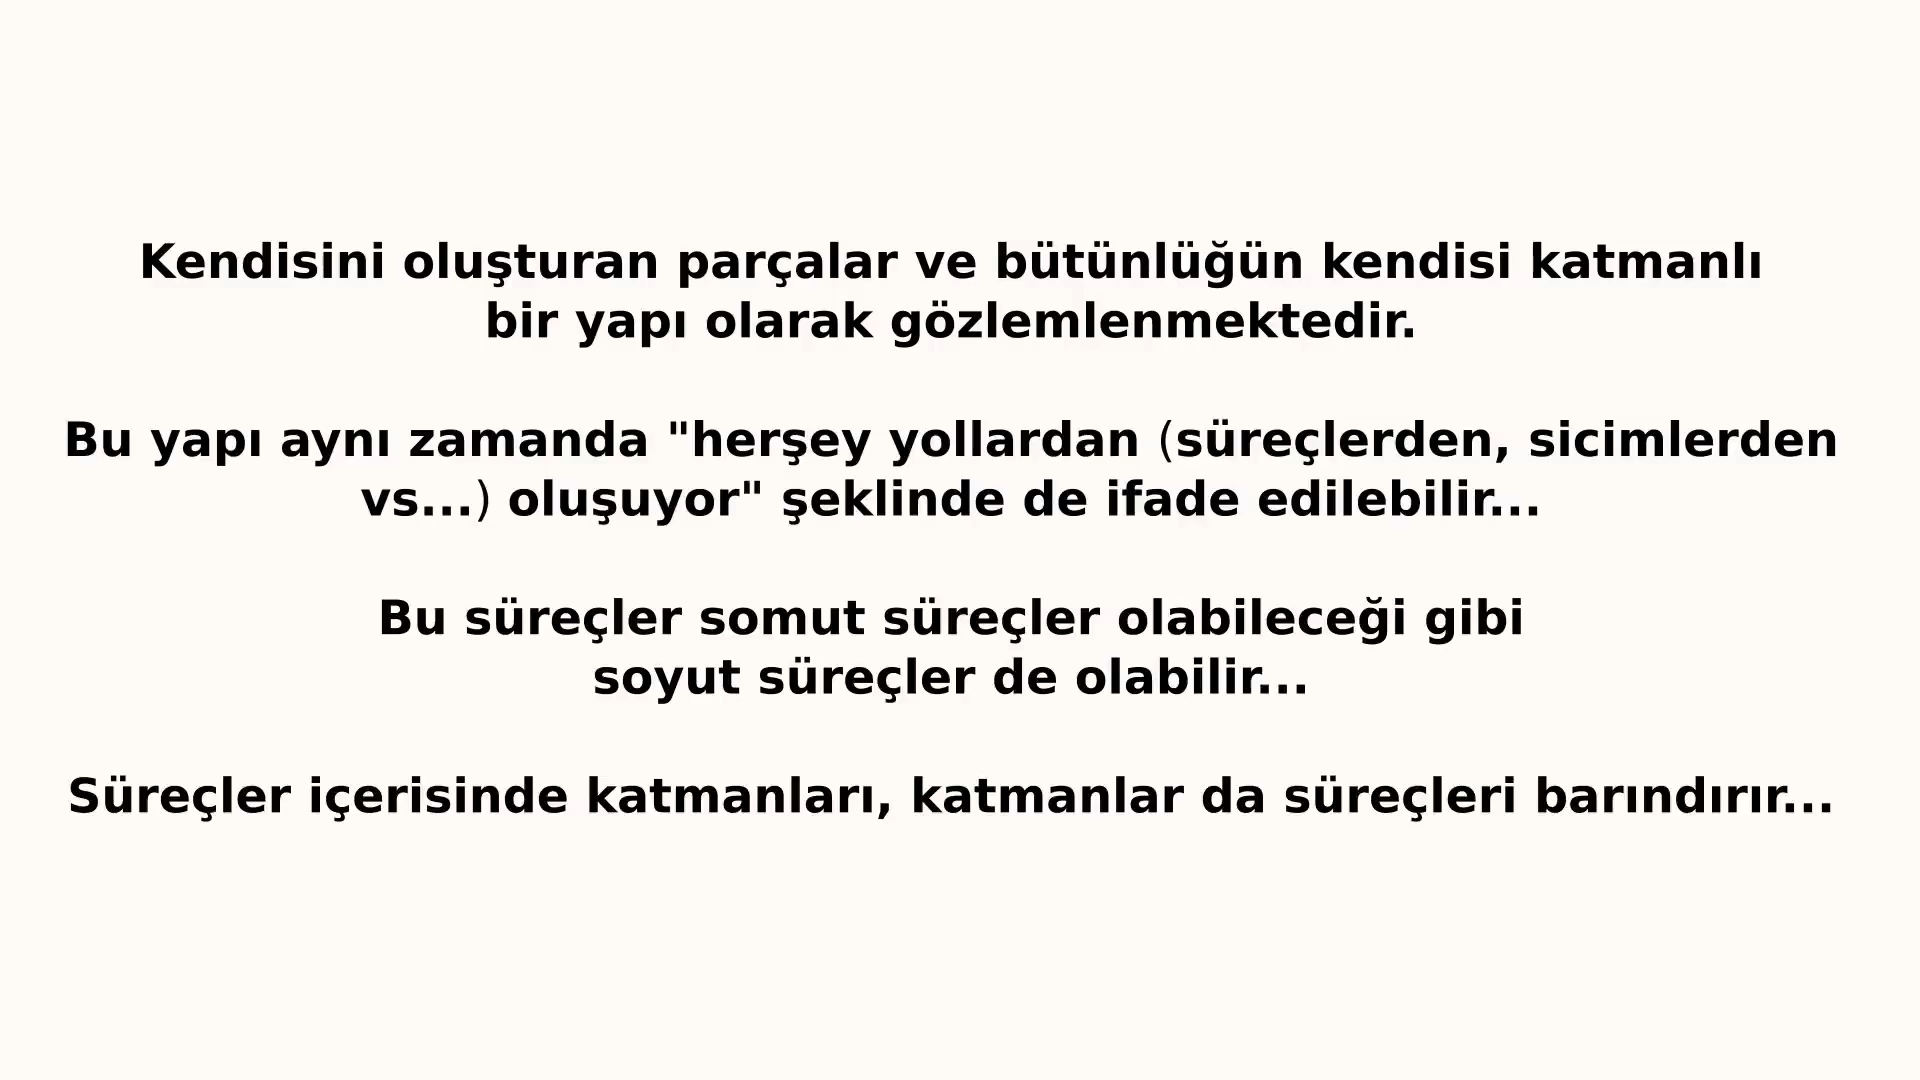 Kendisini oluşturan parçalar ve bütünlüğün kendisi katmanlı
bir yapı olarak gözlemlenmektedir.
Bu yapı aynı zamanda "herşey yollardan (süreçlerden, sicimlerden
vs...) oluşuyor" şeklinde de ifade edilebilir...
Bu süreçler somut süreçler olabileceği gibi
soyut süreçler de olabilir...
Süreçler içerisinde katmanları, katmanlar da süreçleri barındırır...